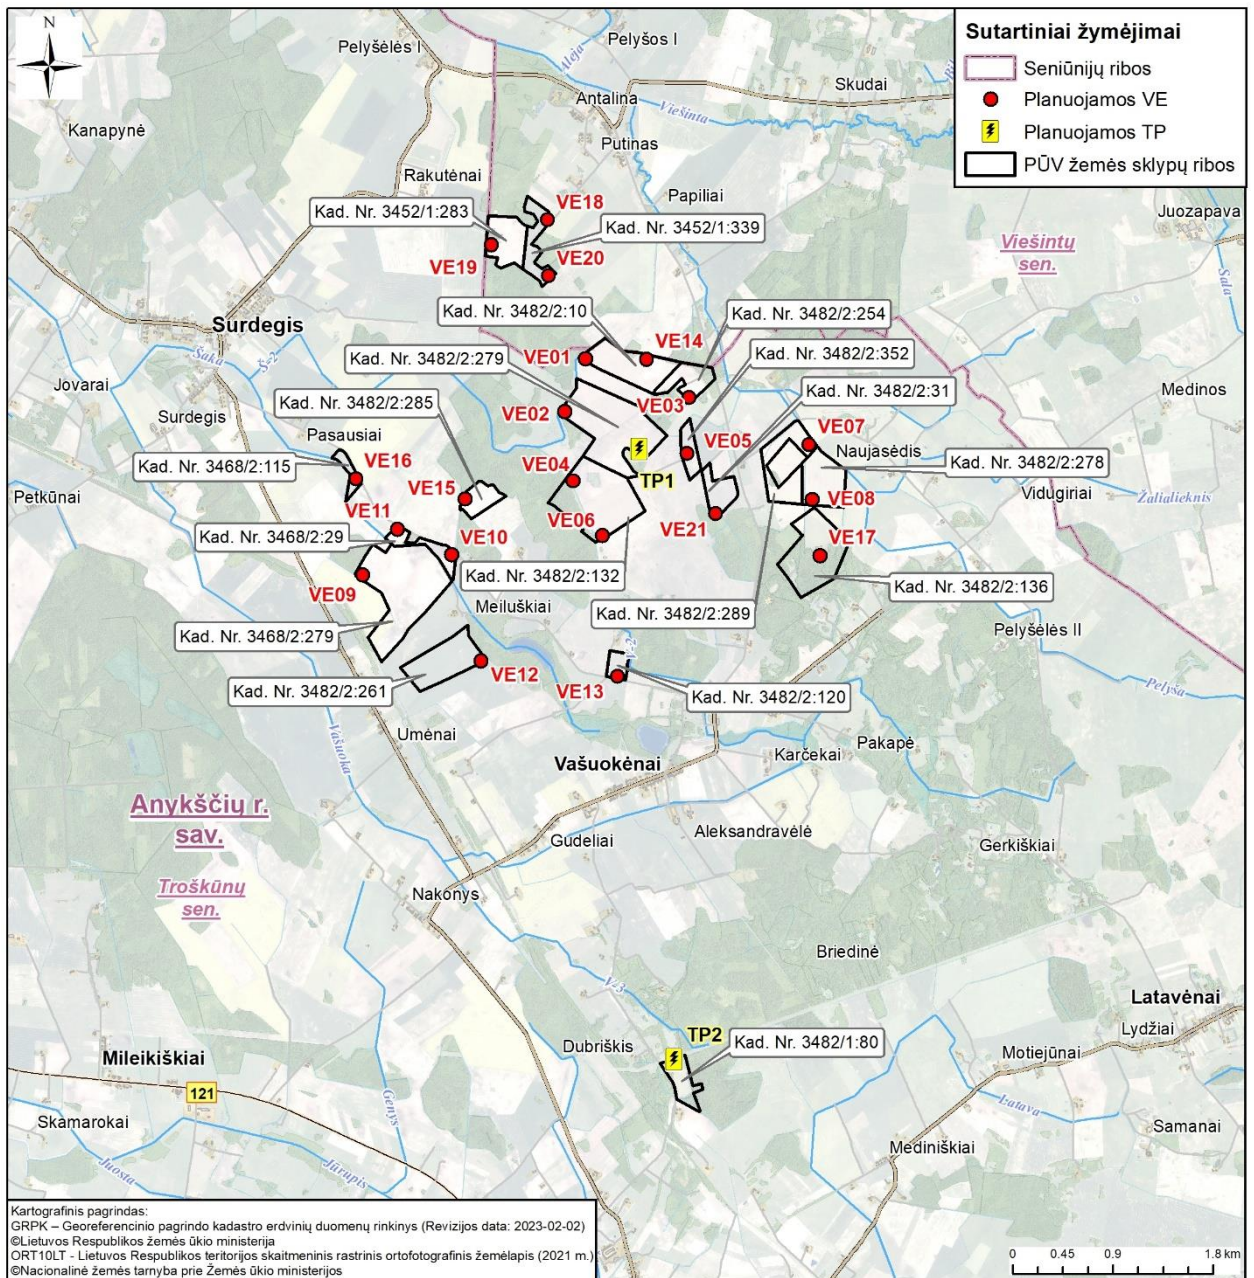 N
Sutartiniai žymėjimai
Seniūnijų ribos
Planuojamos VE
Planuojamos TP
PŪV žemės sklypų ribos
Pelyšėlės I
Pelyšos I
Aleja
Skudai
Antalina
Viešinta
Kanapynė
Putinas
Rakutėnai
Papiliai
Juozapava
Kad. Nr. 3452/1:283
VE18
Kad. Nr. 3452/1:339
Viešintų
sen.
VE19
VE20
Sala
Kad. Nr. 3482/2:10
Kad. Nr. 3482/2:254
Surdegis
Šaka
Š-2
Kad. Nr. 3482/2:279
VE01
VE14
Kad. Nr. 3482/2:352
Jovarai
Kad. Nr. 3482/2:31
Medinos
Kad. Nr. 3482/2:285
VE03
Surdegis
VE02
Pasausiai
VE07
VE05
Naujasėdis
Kad. Nr. 3468/2:115
VE16
VE04
TP1
Kad. Nr. 3482/2:278
Petkūnai
VE15
VE08
Vidugiriai
Žalialieknis
VE11
VE06
VE21
Kad. Nr. 3468/2:29
VE10
VE17
Kad. Nr. 3482/2:132
VE09
Kad. Nr. 3482/2:136
Meiluškiai
Kad. Nr. 3482/2:289
Kad. Nr. 3468/2:279
Pelyšėlės II
V-2
VE12
VE13
Kad. Nr. 3482/2:261
Kad. Nr. 3482/2:120
Pelyša
Umėnai
Vašuoka
Pakapė
Karčekai
Vašuokėnai
Anykščių r.
sav.
Aleksandravėlė
Gudeliai
Gerkiškiai
Troškūnų
sen.
Nakonys
Briedinė
V-3
Latavėnai
Lydžiai
TP2
Dubriškis
Kad. Nr. 3482/1:80
Mileikiškiai
Motiejūnai
121
Genys
Latava
Skamarokai
Samanai
Mediniškiai
Juosta
Jūrupis
Kartografinis pagrindas:
GRPK – Georeferencinio pagrindo kadastro erdvinių duomenų rinkinys (Revizijos data: 2023-02-02)
©Lietuvos Respublikos žemės ūkio ministerija
ORT10LT - Lietuvos Respublikos teritorijos skaitmeninis rastrinis ortofotografinis žemėlapis (2021 m.)
©Nacionalinė žemės tarnyba prie Žemės ūkio ministerijos
0 0.45 0.9 1.8 km